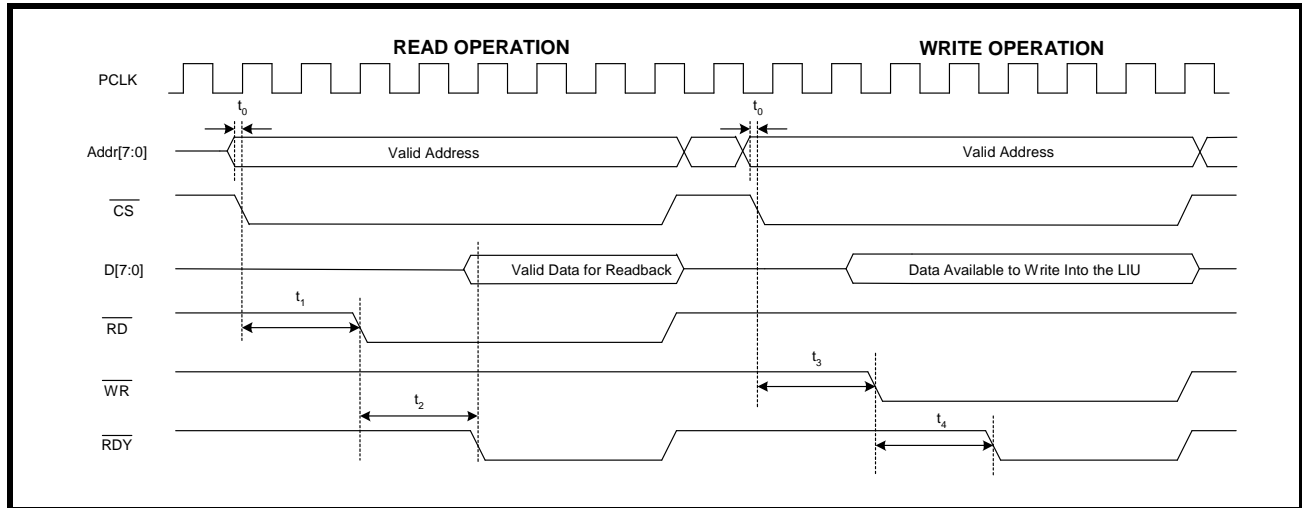 READ OPERATION WRITE OPERATION
PCLK
t0 t0
Addr[7:0] Valid Address Valid Address
CS
D[7:0] Valid Data for Readback Data Available to Write Into the LIU
t1
RD
t3
WR
t2
t4
RDY